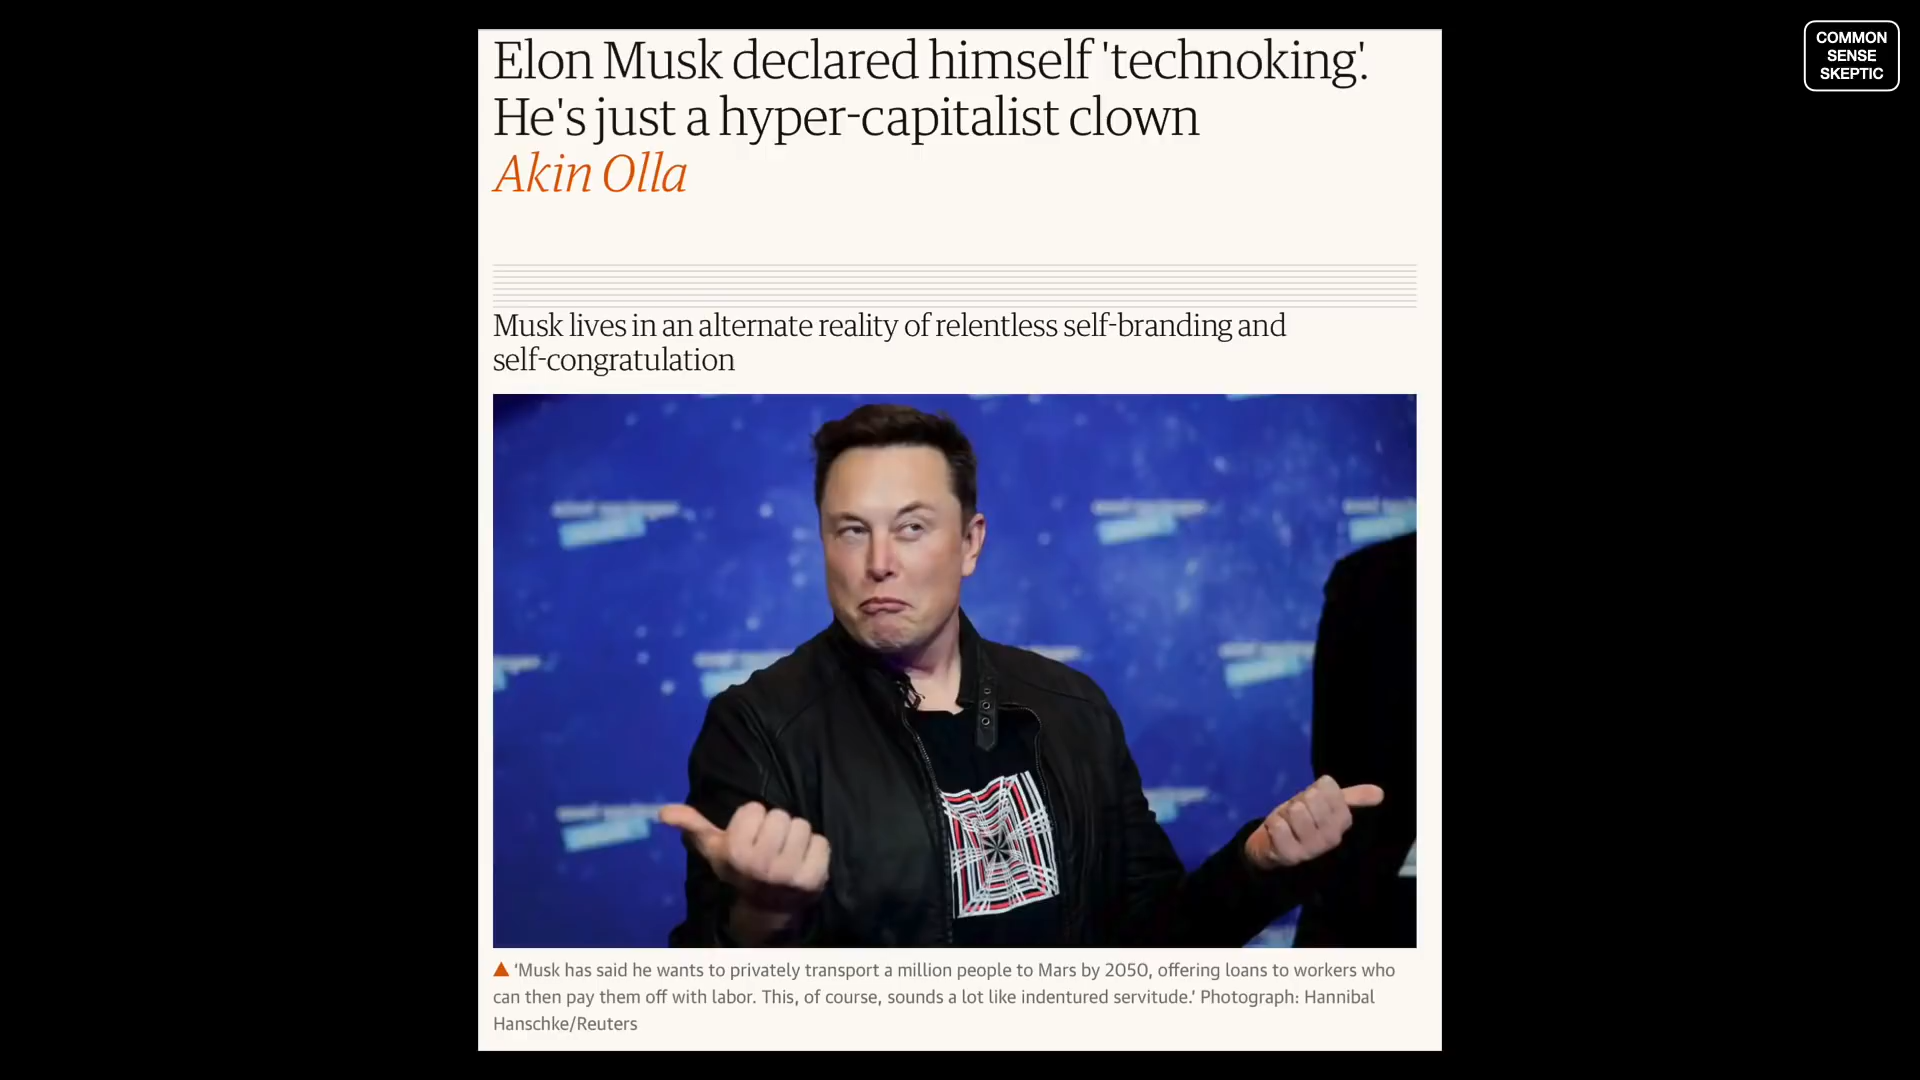 Elon Musk declared himself 'technoking'.
He's just a hyper-capitalist clown
Akin Olla
Musk lives in an alternate reality of relentless self-branding and
self-congratulation
‘Musk has said he wants to privately transport a million people to Mars by 2050, offering loans to workers who
can then pay them off with labor. This, of course, sounds a lot like indentured servitude.’ Photograph: Hannibal
Hanschke/Reuters
COMMON
SENSE
SKEPTIC